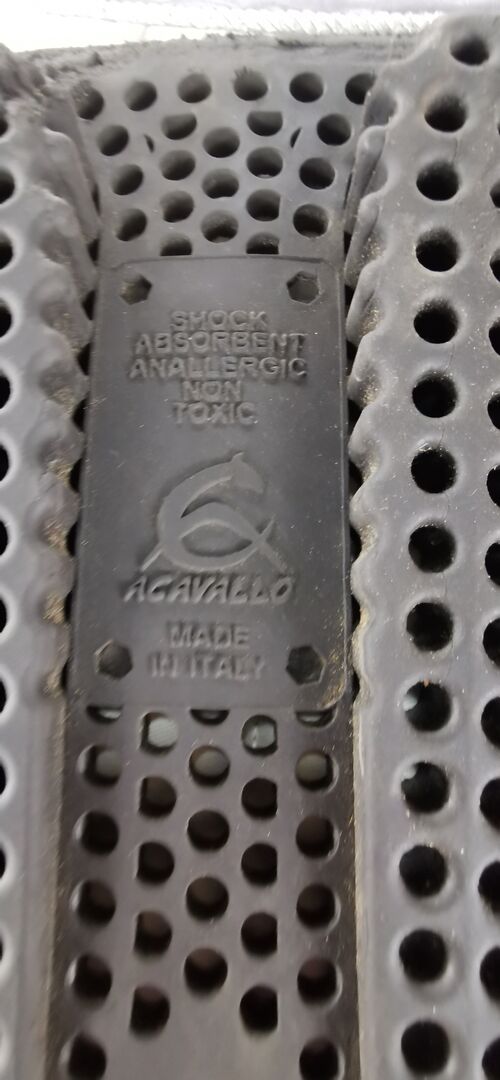 SHOCK
ABSORBENT
ANALLERGIC
NON
TOXIC
ACAVALLO
MADE
IN ITALY